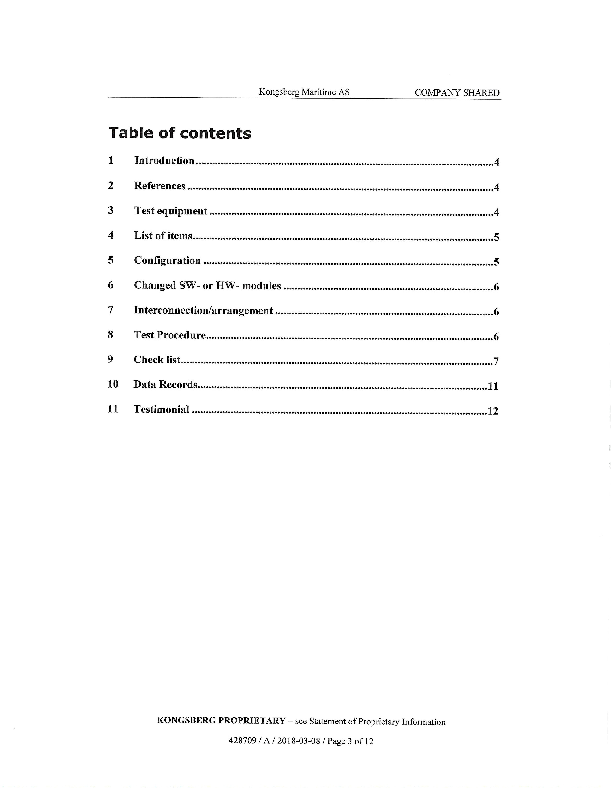 Kongsberg Maritime AS COMPANY SHARED
Table of contents
1 Introduction ........ 4
2 References ........ 4
3 Test equipment ........ 4
4 List of items ........ 5
5 Configuration ........ 5
6 Changed SW- or HW- modules ........ 6
7 Interconnection/arrangement ........ 6
8 Test Procedure ........ 6
9 Check list ........ 7
10 Data Records ........ 11
11 Testimonial ........ 12
KONGSBERG PROPRIETARY – see Statement of Proprietary Information
428709 / A / 2018-03-08 / Page 3 of 12